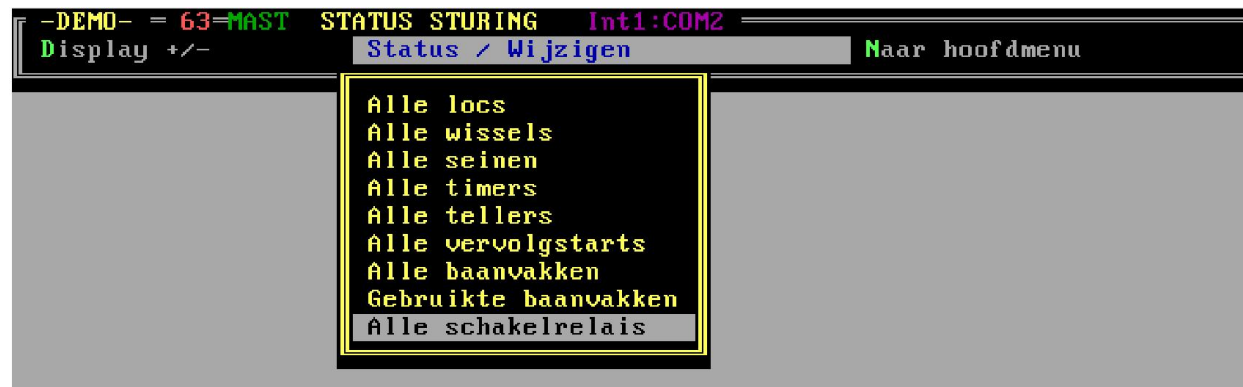 -DEMO- = 63=MAST STATUS STURING Int1:COM2
Display +/- Status / Wijzigen Naar hoofdmenu
Alle locs
Alle wissels
Alle seinen
Alle timers
Alle tellers
Alle vervolgstarts
Alle baanvakken
Gebruikte baanvakken
Alle schakelrelais